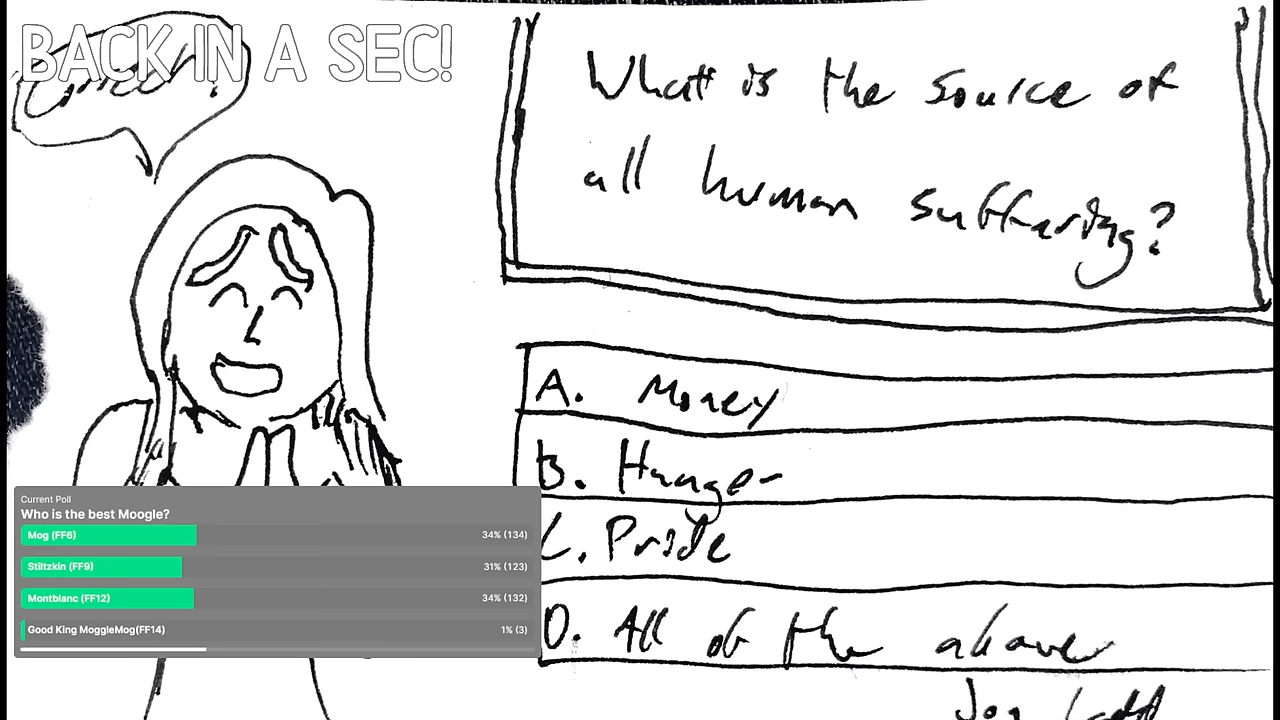 BACK IN A SEC!
Correct!
What is the source of
all human suffering?
A. Money
B. Hunger
C. Pride
D. All of the above
Current Poll
Who is the best Moogle?
Mog (FF6) 34% (134)
Stiltzkin (FF9) 31% (123)
Montblanc (FF12) 34% (132)
Good King MoggleMog(FF14) 1% (3)